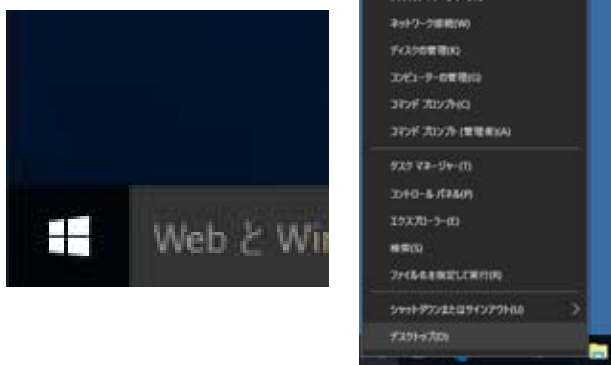 Web と Wi
ネットワーク接続(W)
ディスクの管理(K)
コンピューターの管理(G)
コマンド プロンプト(C)
コマンド プロンプト (管理者)(A)
タスク マネージャー(T)
コントロール パネル(P)
エクスプローラー(E)
検索(S)
ファイル名を指定して実行(R)
シャットダウンまたはサインアウト(U)
デスクトップ(D)